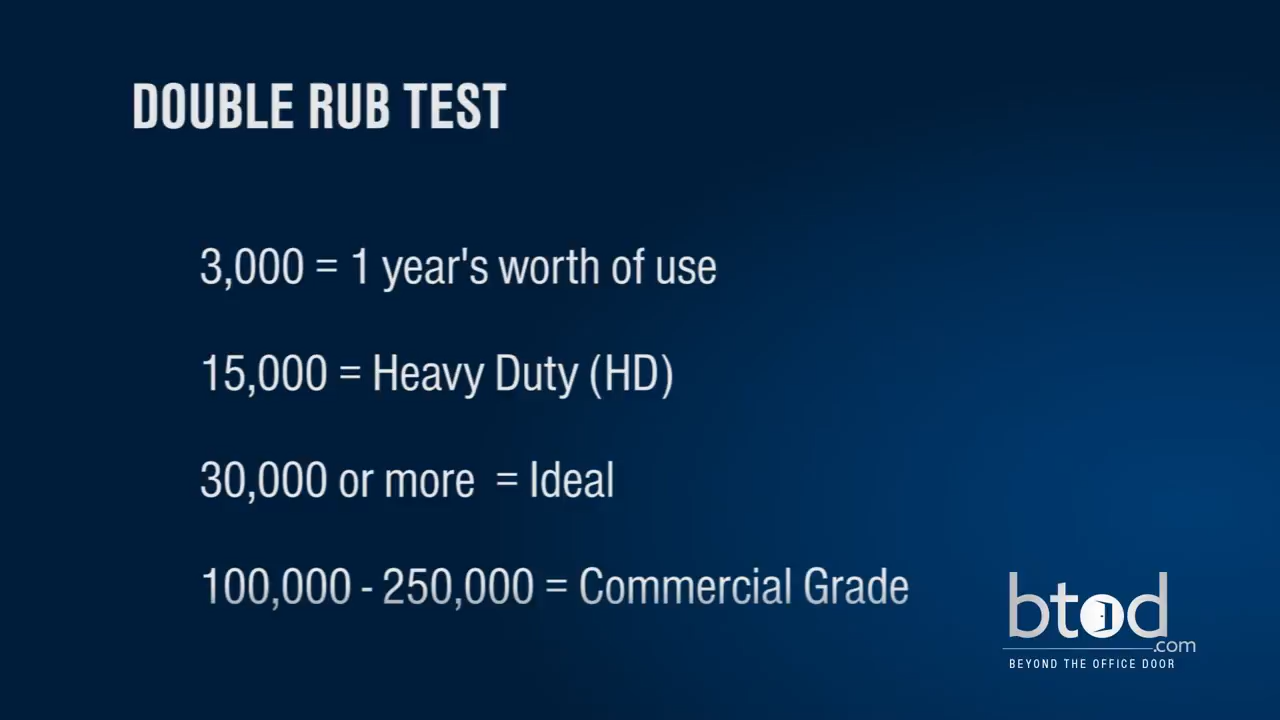 DOUBLE RUB TEST
3,000 = 1 year's worth of use
15,000 = Heavy Duty (HD)
30,000 or more = Ideal
100,000 - 250,000 = Commercial Grade
btod
.com
BEYOND THE OFFICE DOOR